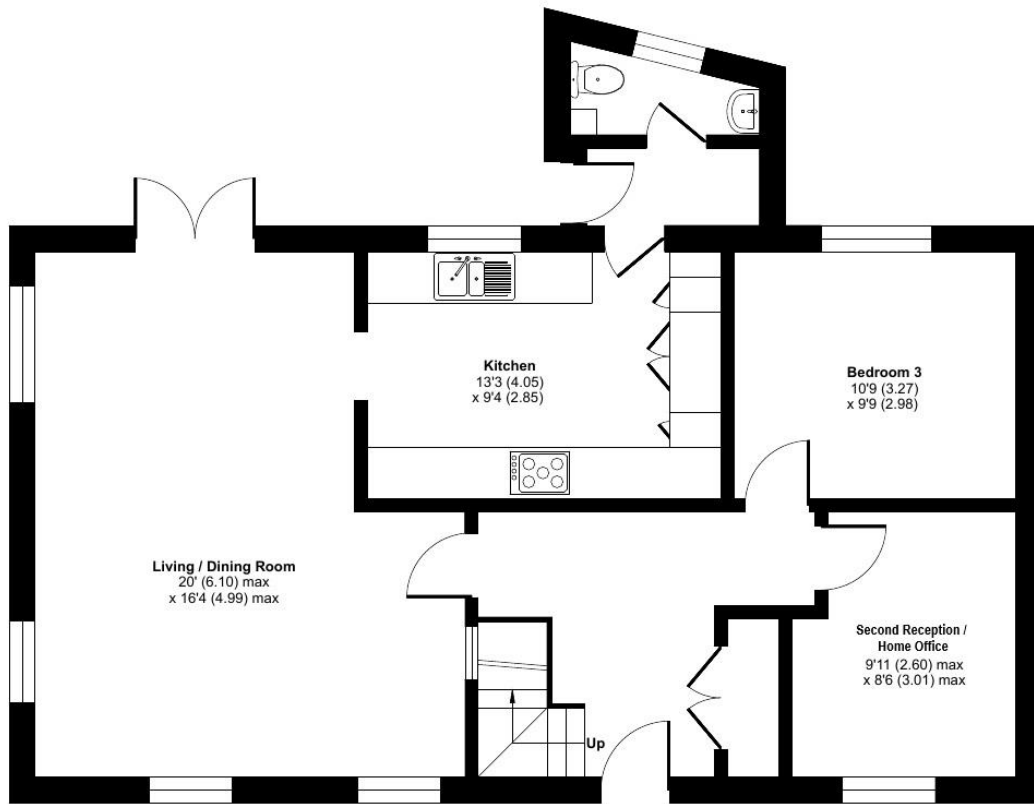 Kitchen
13'3 (4.05)
x 9'4 (2.85)
Bedroom 3
10'9 (3.27)
x 9'9 (2.98)
Living / Dining Room
20' (6.10) max
x 16'4 (4.99) max
Second Reception /
Home Office
9'11 (2.60) max
x 8'6 (3.01) max
Up